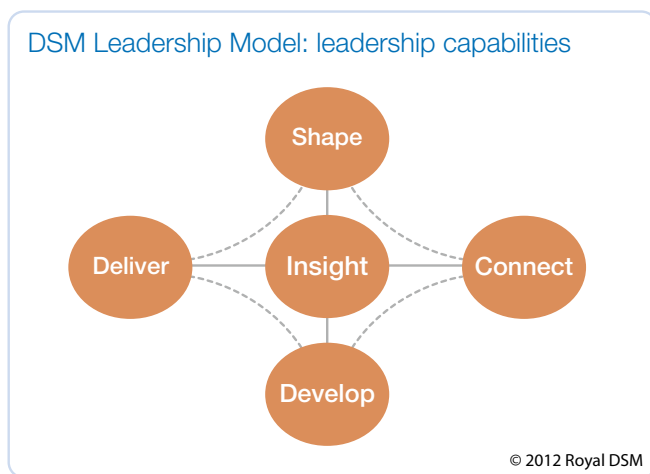 DSM Leadership Model: leadership capabilities
Shape
Deliver
Insight
Connect
Develop
© 2012 Royal DSM